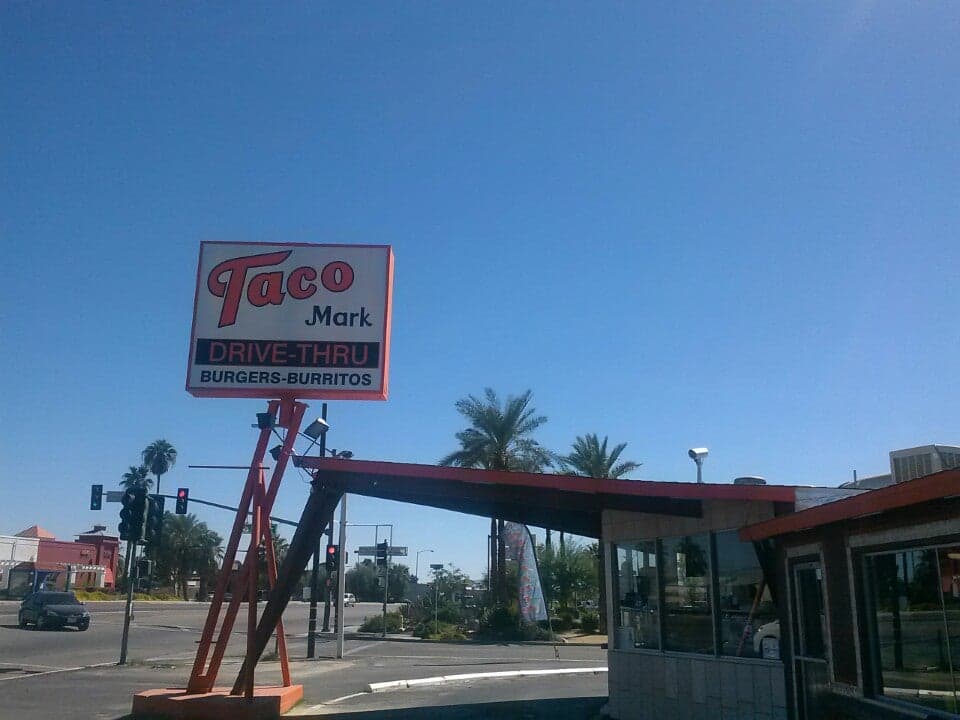 Taco
Mark
DRIVE-THRU
BURGERS-BURRITOS